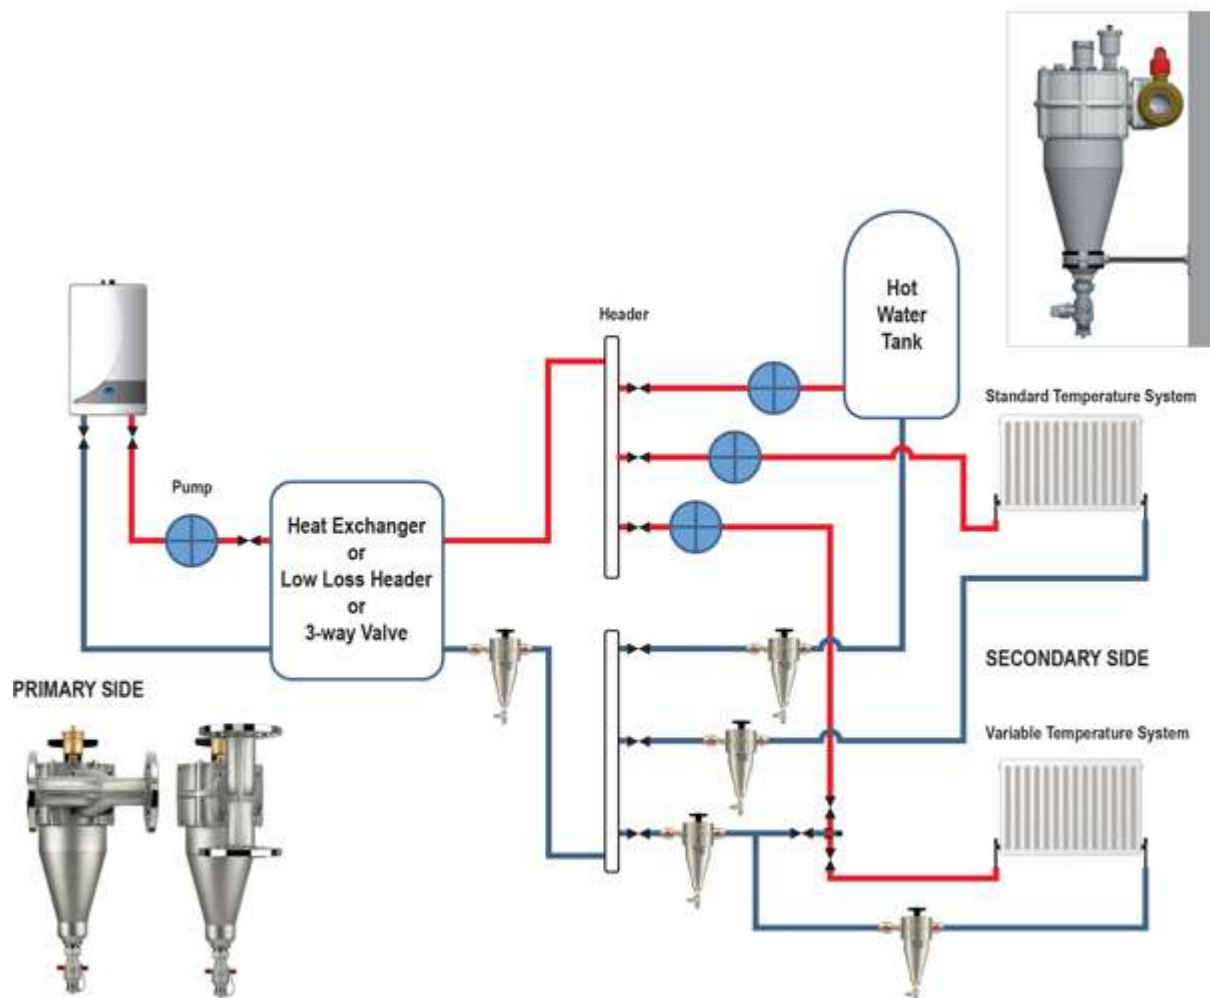 Hot
Water
Tank
Header
Standard Temperature System
Pump
Heat Exchanger
or
Low Loss Header
or
3-way Valve
SECONDARY SIDE
PRIMARY SIDE
Variable Temperature System